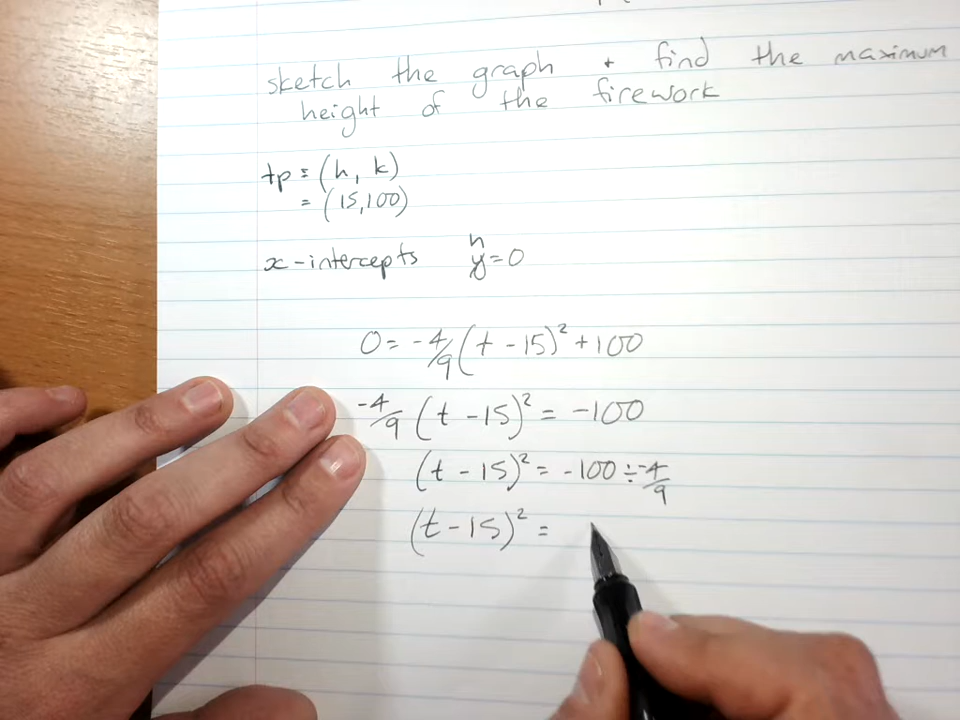 sketch the graph + find the maximum
height of the firework
tp = (h, k)
= (15,100)
x-intercepts h
y=0
0= -4/9(t - 15)² +100
-4/9 (t -15)² = -100
(t - 15)² = -100 ÷ -4/9
(t -15)² =